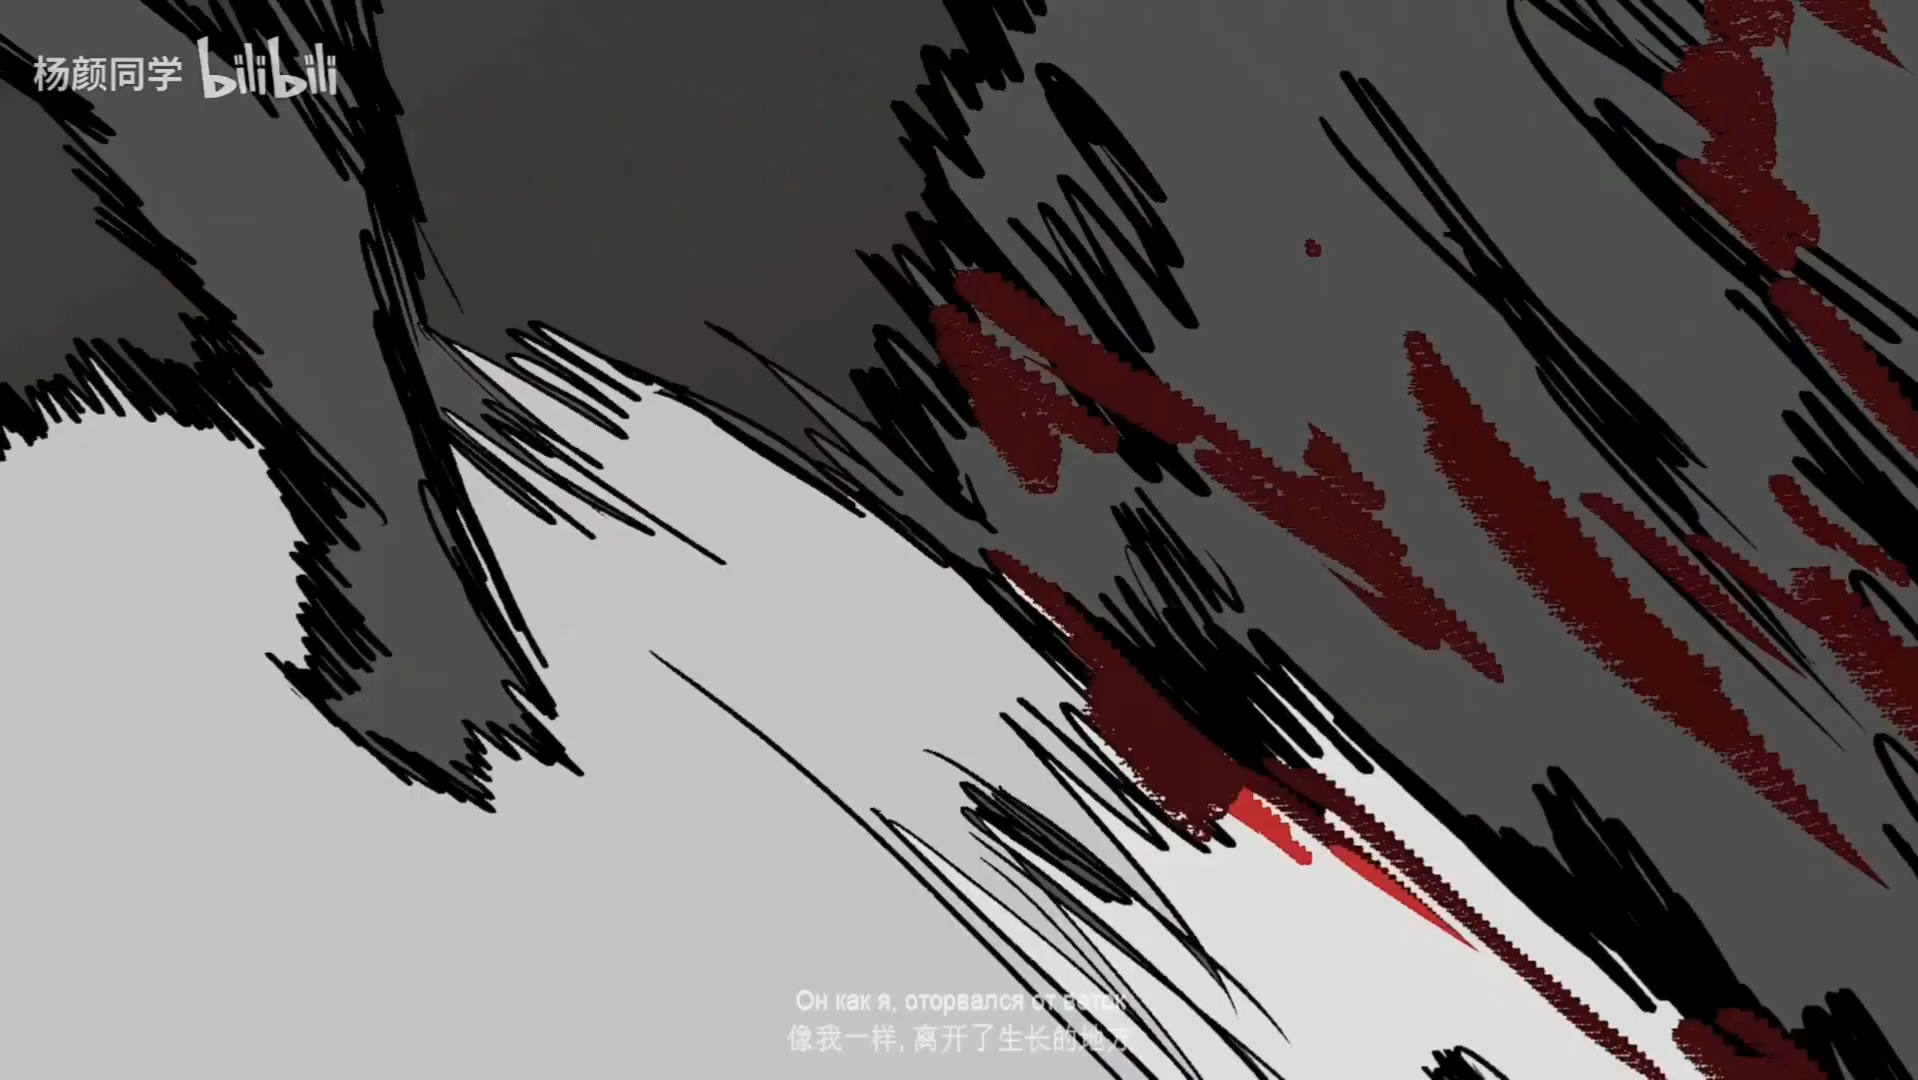 杨颜同学 bilibili
Он как я, оторвался от веток
像我一样, 离开了生长的地方